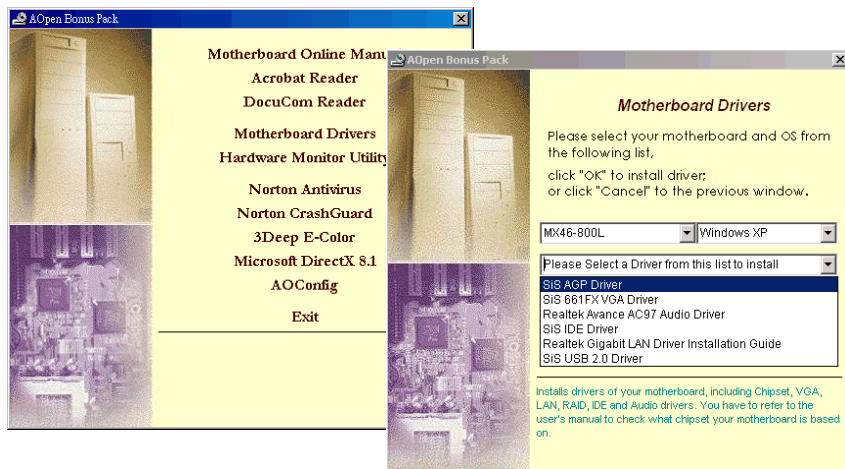 AOpen Bonus Pack
Motherboard Online Manu
Acrobat Reader
DocuCom Reader
Motherboard Drivers
Hardware Monitor Utility
Norton Antivirus
Norton CrashGuard
3Deep E-Color
Microsoft DirectX 8.1
AOConfig
Exit
AOpen Bonus Pack
Motherboard Drivers
Please select your motherboard and OS from
the following list,
click "OK" to install driver;
or click "Cancel" to the previous window.
MX46-800L Windows XP
Please Select a Driver from this list to install
SiS AGP Driver
SiS 661FX VGA Driver
Realtek Avance AC97 Audio Driver
SiS IDE Driver
Realtek Gigabit LAN Driver Installation Guide
SiS USB 2.0 Driver
Installs drivers of your motherboard, including Chipset, VGA,
LAN, RAID, IDE and Audio drivers. You have to refer to the
user's manual to check what chipset your motherboard is based
on.